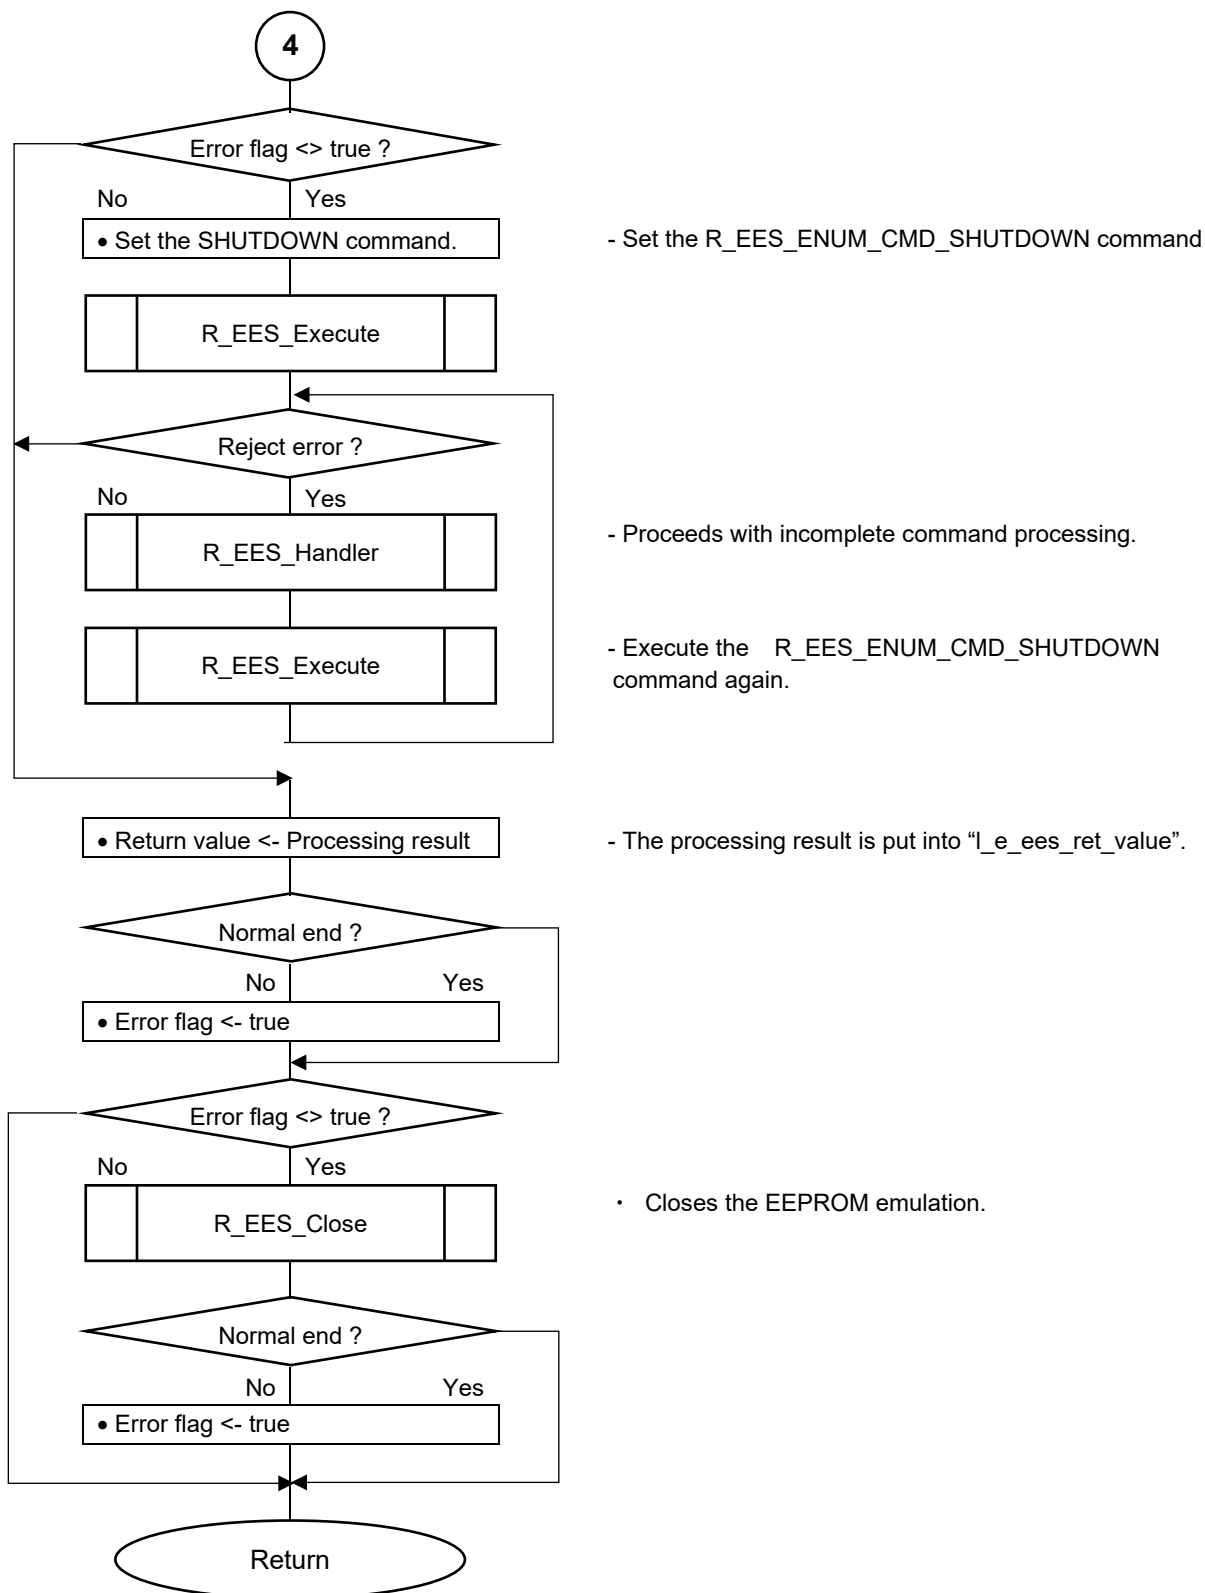 4
Error flag <> true ?
No Yes
• Set the SHUTDOWN command.
- Set the R_EES_ENUM_CMD_SHUTDOWN command
R_EES_Execute
Reject error ?
No Yes
R_EES_Handler
- Proceeds with incomplete command processing.
R_EES_Execute
- Execute the R_EES_ENUM_CMD_SHUTDOWN
command again.
• Return value <- Processing result
- The processing result is put into “l_e_ees_ret_value”.
Normal end ?
No Yes
• Error flag <- true
Error flag <> true ?
No Yes
R_EES_Close
・ Closes the EEPROM emulation.
Normal end ?
No Yes
• Error flag <- true
Return